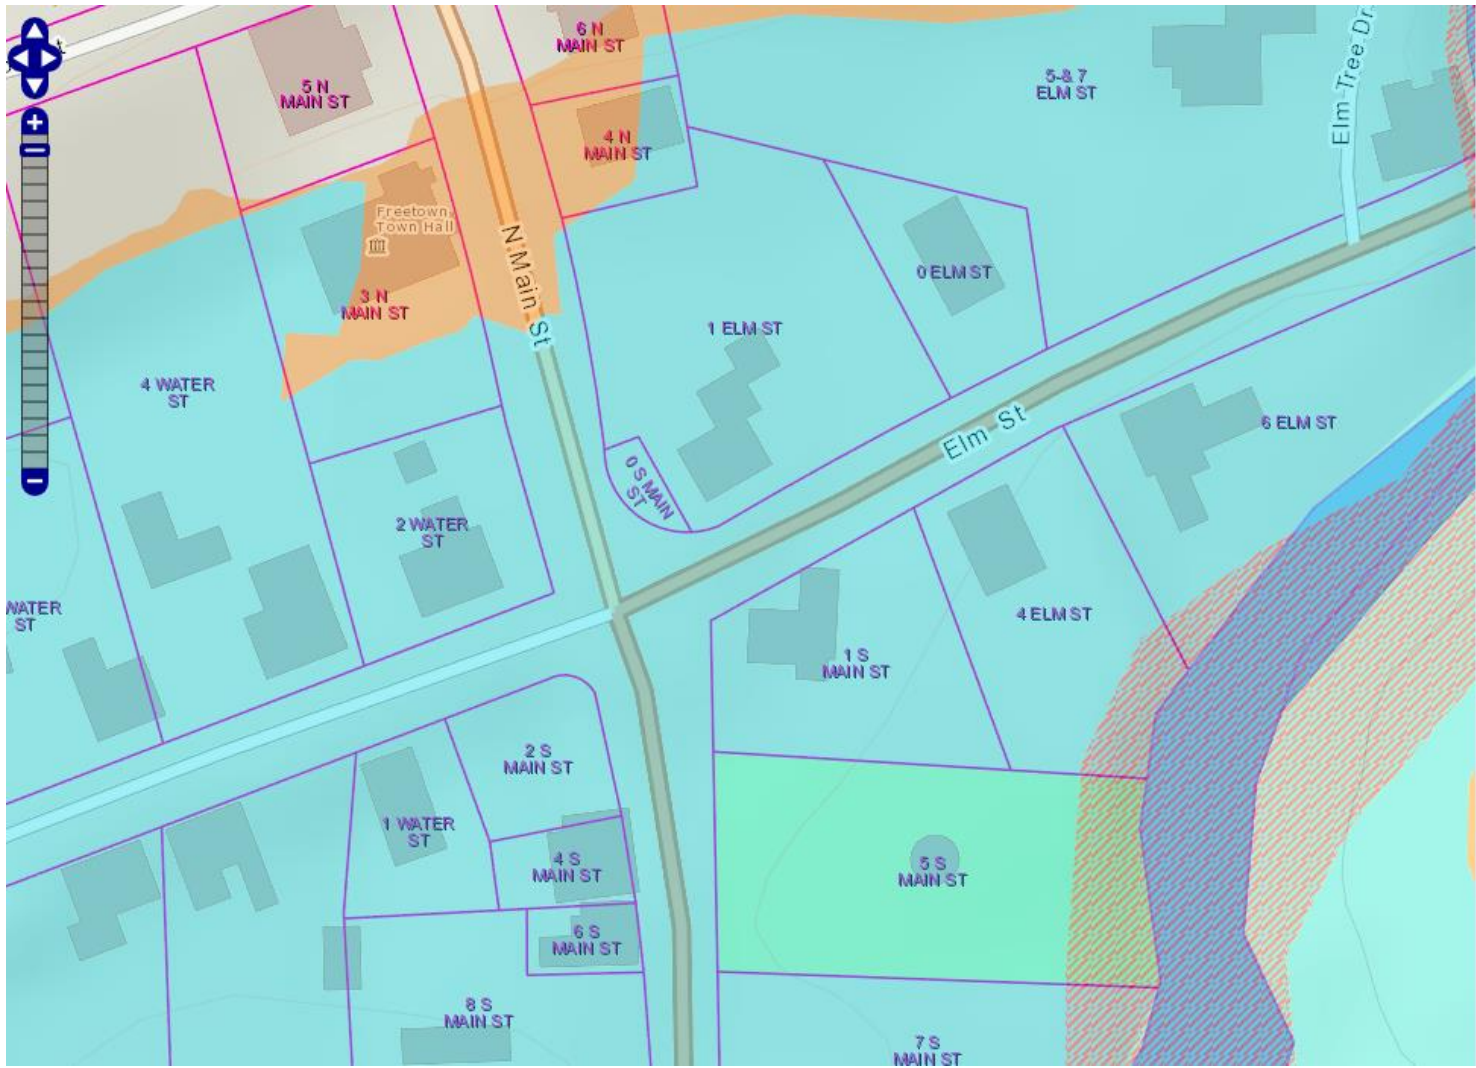 6 N
MAIN ST
5 N
MAIN ST
5-& 7
ELM ST
Elm Tree Dr
4 N
MAIN ST
Freetown
Town Hall
N Main St
0 ELM ST
3 N
MAIN ST
1 ELM ST
4 WATER
ST
Elm St
6 ELM ST
0 S MAIN
ST
2 WATER
ST
WATER
ST
4 ELM ST
1 S
MAIN ST
2 S
MAIN ST
1 WATER
ST
4 S
MAIN ST
5 S
MAIN ST
6 S
MAIN ST
8 S
MAIN ST
7 S
MAIN ST